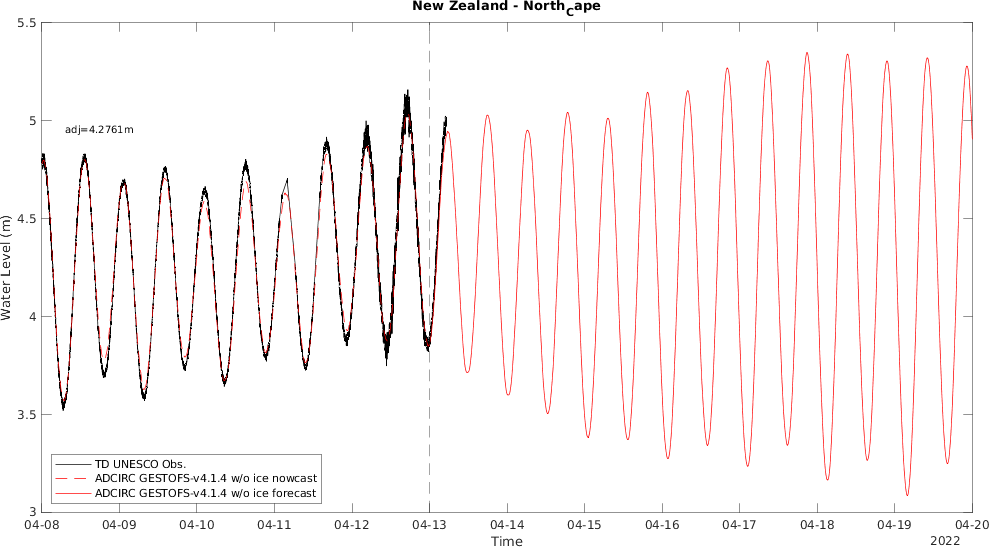 New Zealand - NorthCape
5.5
5
4.5
4
3.5
3
Water Level (m)
adj=4.2761m
TD UNESCO Obs.
ADCIRC GESTOFS-v4.1.4 w/o ice nowcast
ADCIRC GESTOFS-v4.1.4 w/o ice forecast
04-08 04-09 04-10 04-11 04-12 04-13 04-14 04-15 04-16 04-17 04-18 04-19 04-20
Time
2022